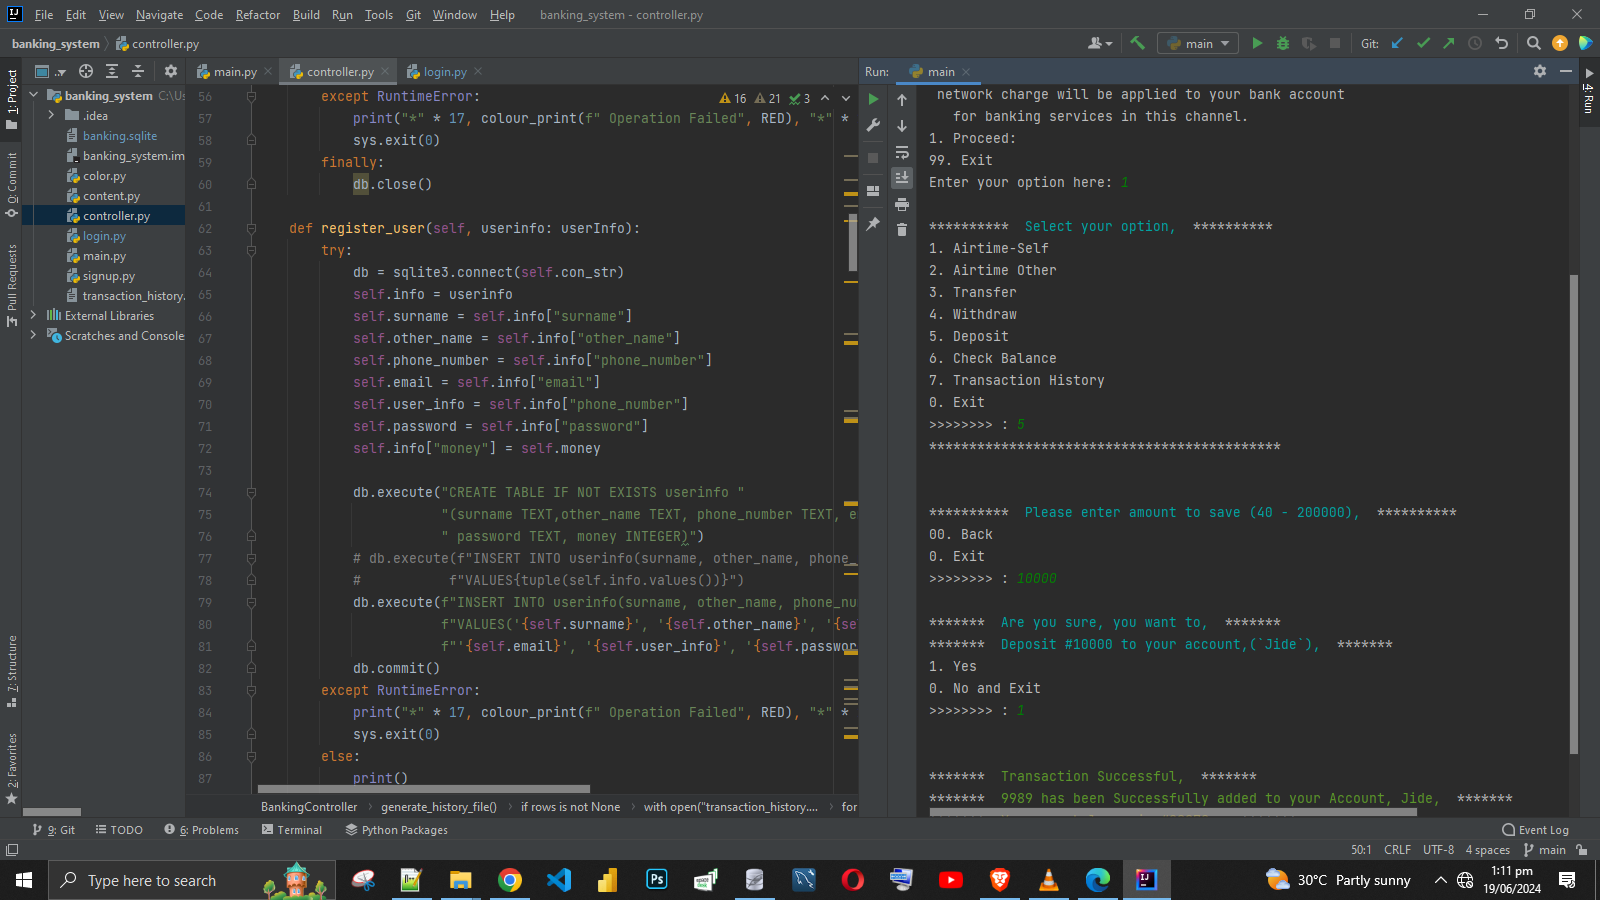 File Edit View Navigate Code Refactor Build Run Tools Git Window Help banking_system - controller.py
banking_system controller.py
main
Git:
1: Project
0: Commit
Pull Requests
7: Structure
2: Favorites
banking_system C:\Us
.idea
banking.sqlite
banking_system.im
color.py
content.py
controller.py
login.py
main.py
signup.py
transaction_history.
External Libraries
Scratches and Console
main.py controller.py login.py
16 21 3
56 except RuntimeError:
57 print("*" * 17, colour_print(f" Operation Failed", RED), "*" *
58 sys.exit(0)
59 finally:
60 db.close()
61
62 def register_user(self, userinfo: userInfo):
63 try:
64 db = sqlite3.connect(self.con_str)
65 self.info = userinfo
66 self.surname = self.info["surname"]
67 self.other_name = self.info["other_name"]
68 self.phone_number = self.info["phone_number"]
69 self.email = self.info["email"]
70 self.user_info = self.info["phone_number"]
71 self.password = self.info["password"]
72 self.info["money"] = self.money
73
74 db.execute("CREATE TABLE IF NOT EXISTS userinfo "
75 "(surname TEXT,other_name TEXT, phone_number TEXT, e
76 " password TEXT, money INTEGER)")
77 # db.execute(f"INSERT INTO userinfo(surname, other_name, phone_
78 # f"VALUES{tuple(self.info.values())}")
79 db.execute(f"INSERT INTO userinfo(surname, other_name, phone_nu
80 f"VALUES('{self.surname}', '{self.other_name}', '{se
81 f"'{self.email}', '{self.user_info}', '{self.passwor
82 db.commit()
83 except RuntimeError:
84 print("*" * 17, colour_print(f" Operation Failed", RED), "*" *
85 sys.exit(0)
86 else:
87 print()
BankingController generate_history_file() if rows is not None with open("transaction_history.... for
Run: main
4: Run
network charge will be applied to your bank account
for banking services in this channel.
1. Proceed:
99. Exit
Enter your option here: 1
********** Select your option, **********
1. Airtime-Self
2. Airtime Other
3. Transfer
4. Withdraw
5. Deposit
6. Check Balance
7. Transaction History
0. Exit
>>>>>>>> : 5
********************************************
********** Please enter amount to save (40 - 200000), **********
00. Back
0. Exit
>>>>>>>> : 10000
******* Are you sure, you want to, *******
******* Deposit #10000 to your account,(`Jide`), *******
1. Yes
0. No and Exit
>>>>>>>> : 1
******* Transaction Successful, *******
******* 9989 has been Successfully added to your Account, Jide, *******
9: Git TODO 6: Problems Terminal Python Packages Event Log
50:1 CRLF UTF-8 4 spaces main
Type here to search
Ps
30°C Partly sunny
1:11 pm
19/06/2024